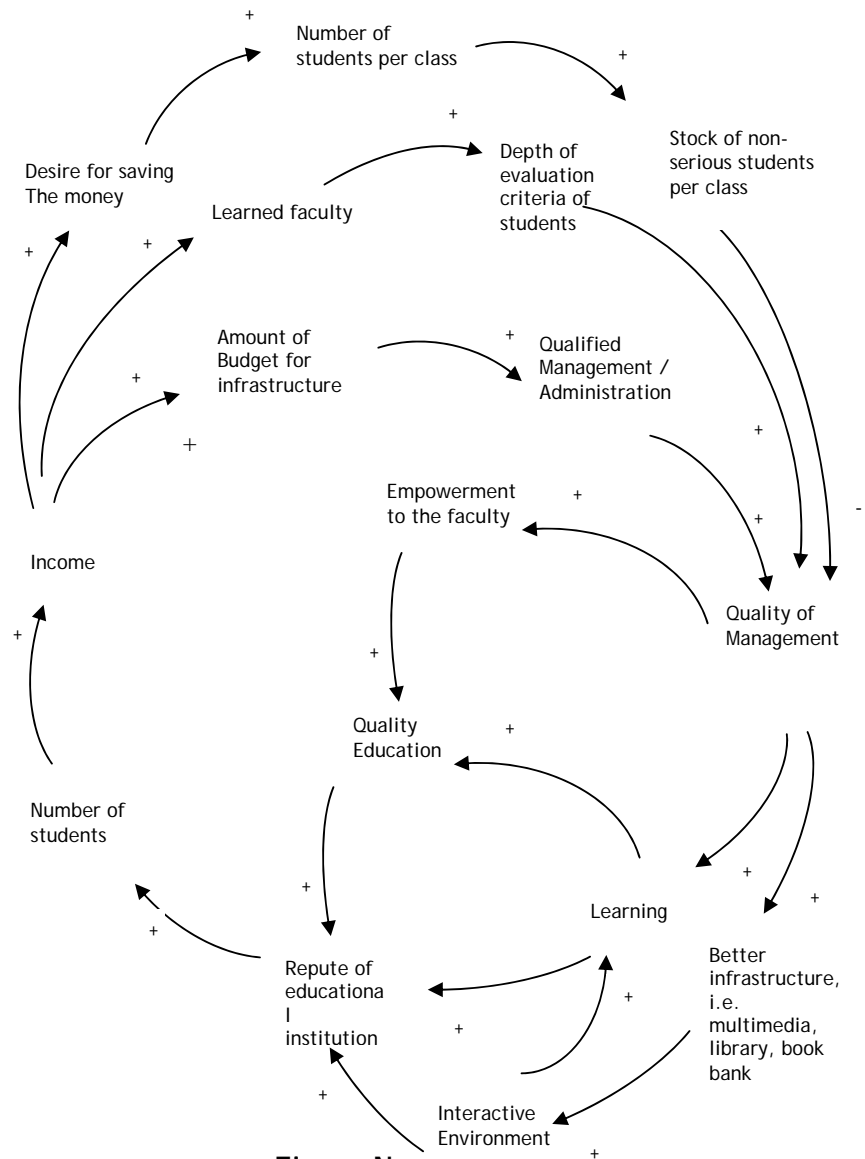 +
Number of
students per class
+
+
Desire for saving
The money
Learned faculty
Depth of
evaluation
criteria of
students
Stock of non-
serious students
per class
+
+
Amount of
Budget for
infrastructure
+
Qualified
Management /
Administration
+
+
+
-
Empowerment
to the faculty
+
+
Income
+
Quality of
Management
+
Quality
Education
+
Number of
students
+
+
+
Learning
+
+
Repute of
educationa
l
institution
Better
infrastructure,
i.e.
multimedia,
library, book
bank
+
+
+
Interactive
Environment
+